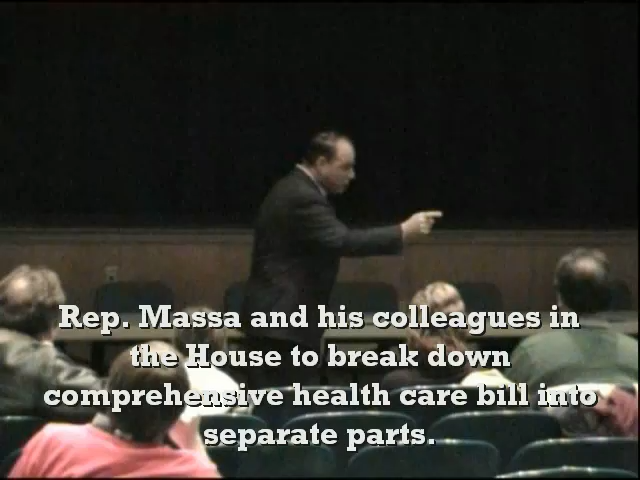 Rep. Massa and his colleagues in
the House to break down
comprehensive health care bill into
separate parts.